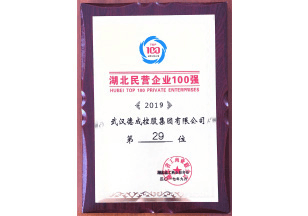 TOP
100
湖北民营企业100强
HUBEI TOP 100 PRIVATE ENTERPRISES
2019
武汉德成控股集团有限公司
第 29 位